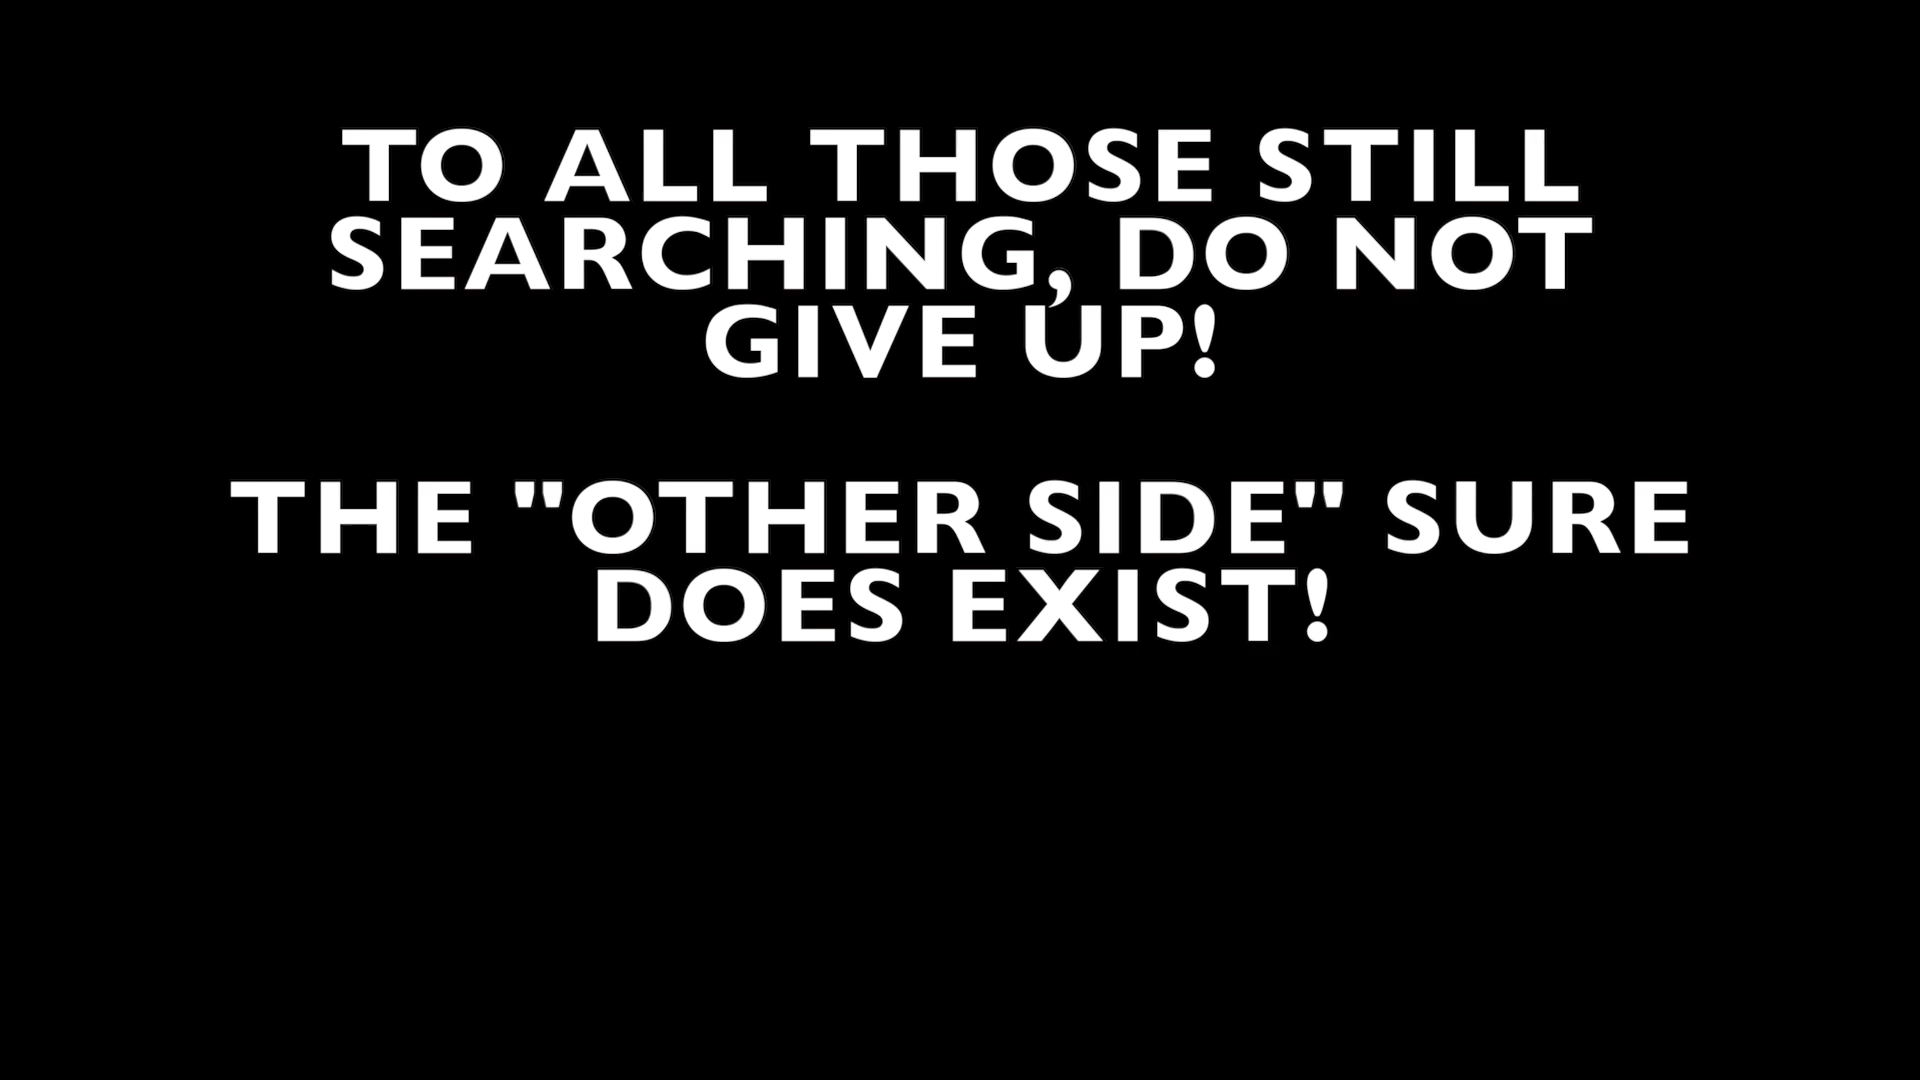 TO ALL THOSE STILL
SEARCHING, DO NOT
GIVE UP!
THE "OTHER SIDE" SURE
DOES EXIST!